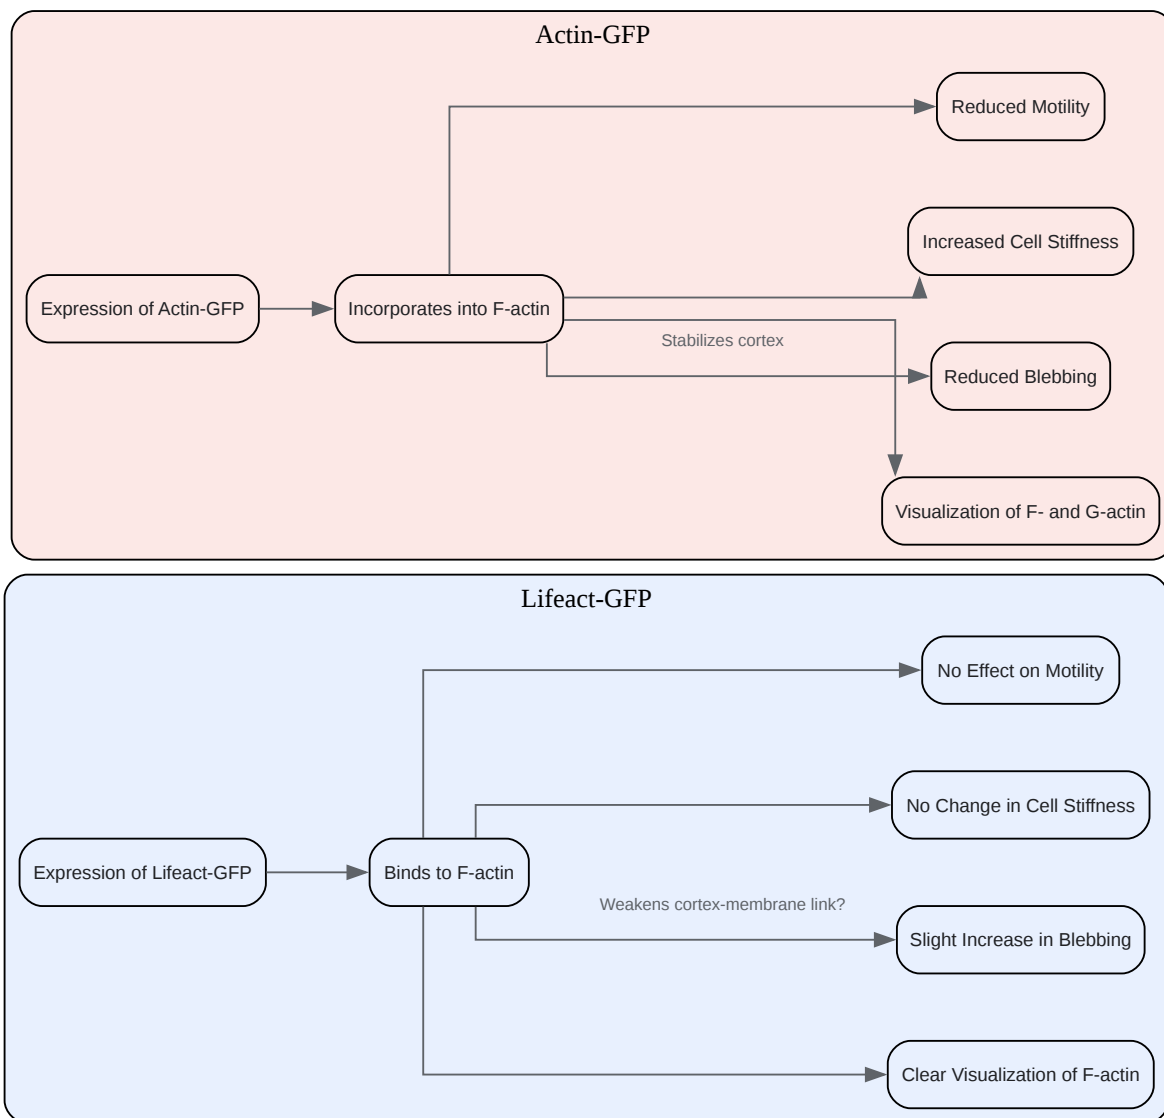 Actin-GFP
Reduced Motility
Increased Cell Stiffness
Expression of Actin-GFP
Incorporates into F-actin
Stabilizes cortex
Reduced Blebbing
Visualization of F- and G-actin
Lifeact-GFP
No Effect on Motility
No Change in Cell Stiffness
Expression of Lifeact-GFP
Binds to F-actin
Weakens cortex-membrane link?
Slight Increase in Blebbing
Clear Visualization of F-actin